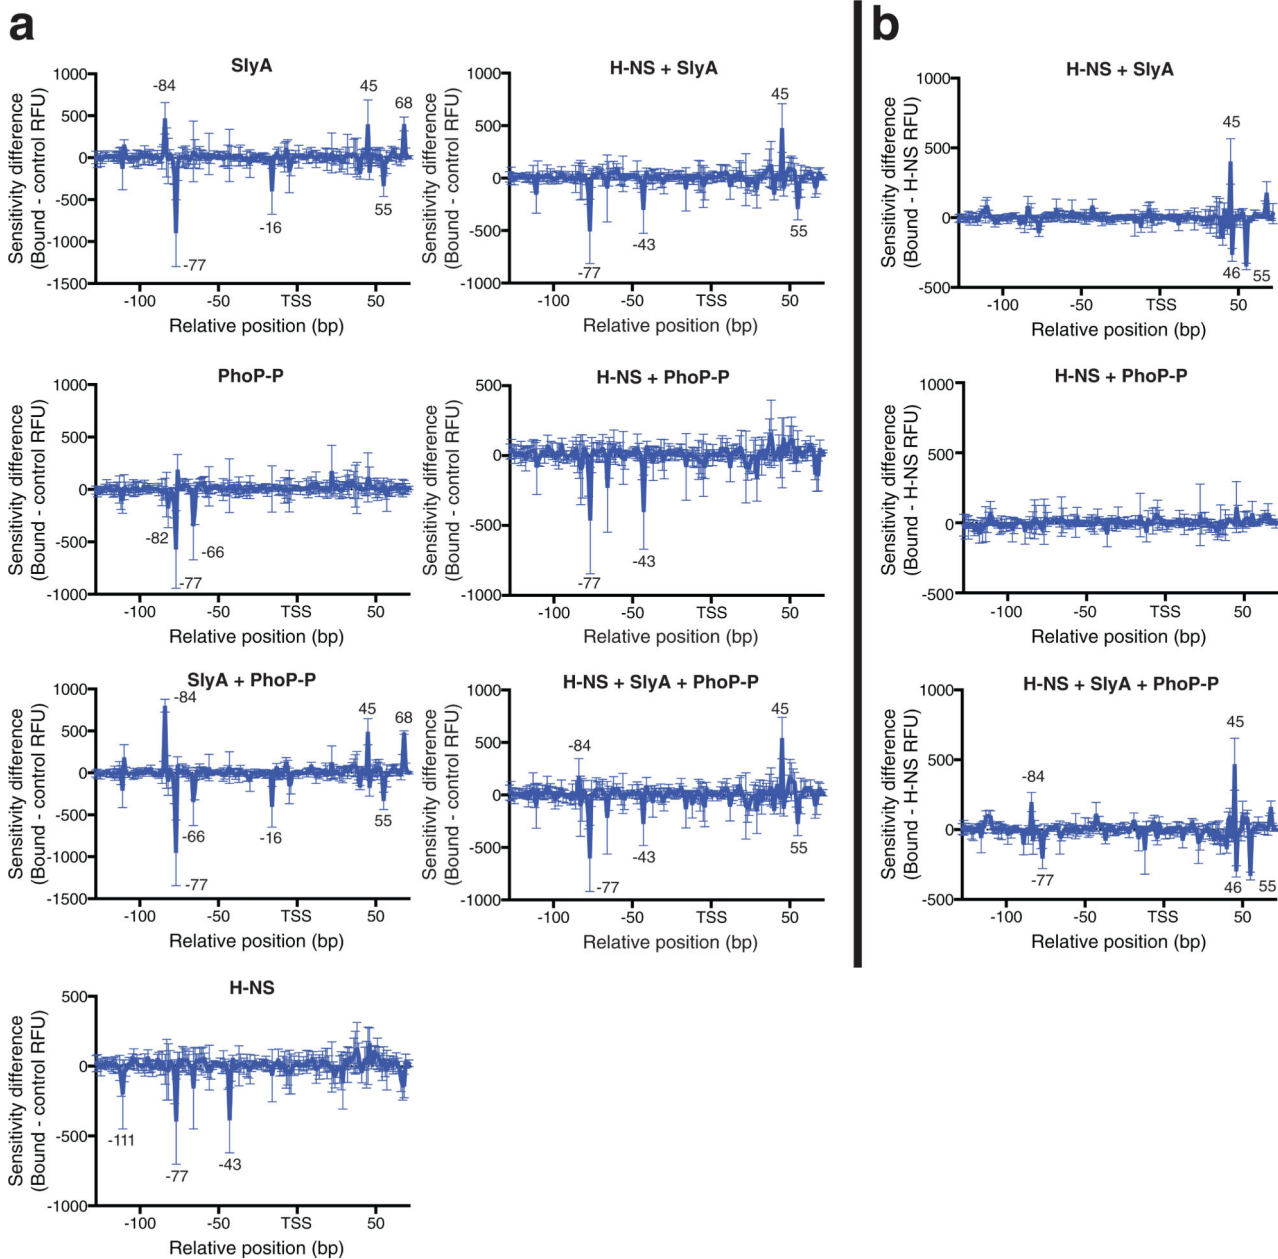 a
SlyA
Sensitivity difference
(Bound - control RFU)
1000
500
0
-500
-1000
-1500
-84
-77
-16
45
68
55
-100
-50
TSS
50
Relative position (bp)
H-NS + SlyA
Sensitivity difference
(Bound - control RFU)
1000
500
0
-500
-1000
45
-77
-43
55
-100
-50
TSS
50
Relative position (bp)
PhoP-P
Sensitivity difference
(Bound - control RFU)
1000
500
0
-500
-1000
-82
-66
-77
-100
-50
TSS
50
Relative position (bp)
H-NS + PhoP-P
Sensitivity difference
(Bound - control RFU)
500
0
-500
-1000
-77
-43
-100
-50
TSS
50
Relative position (bp)
SlyA + PhoP-P
Sensitivity difference
(Bound - control RFU)
1000
500
0
-500
-1000
-1500
-84
45
68
-66
-16
55
-77
-100
-50
TSS
50
Relative position (bp)
H-NS + SlyA + PhoP-P
Sensitivity difference
(Bound - control RFU)
1000
500
0
-500
-1000
-84
45
-43
55
-77
-100
-50
TSS
50
Relative position (bp)
H-NS
Sensitivity difference
(Bound - control RFU)
500
0
-500
-1000
-111
-77
-43
-100
-50
TSS
50
Relative position (bp)
b
H-NS + SlyA
Sensitivity difference
(Bound - H-NS RFU)
1000
500
0
-500
45
46
55
-100
-50
TSS
50
Relative position (bp)
H-NS + PhoP-P
Sensitivity difference
(Bound - H-NS RFU)
1000
500
0
-500
-100
-50
TSS
50
Relative position (bp)
H-NS + SlyA + PhoP-P
Sensitivity difference
(Bound - H-NS RFU)
1000
500
0
-500
45
-84
-77
46
55
-100
-50
TSS
50
Relative position (bp)